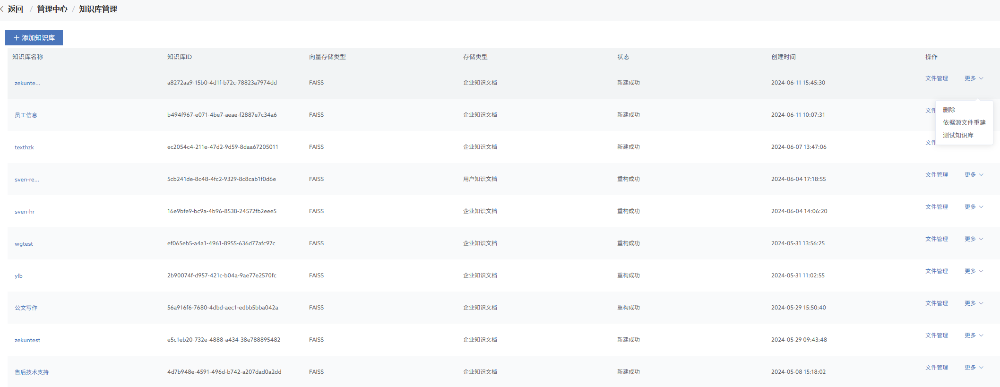 返回 / 管理中心 / 知识库管理
+ 添加知识库
知识库名称 知识库ID 向量存储类型 存储类型 状态 创建时间 操作
zekunte... a8272aa9-15b0-4d1f-b72c-78823a7974dd FAISS 企业知识文档 新建成功 2024-06-11 15:45:30 文件管理 更多
员工信息 b494f967-e071-4be7-aeae-f2887e7c34a6 FAISS 企业知识文档 新建成功 2024-06-11 10:07:31 文件
删除
依据源文件重建
测试知识库
texthzk ec2054c4-211e-47d2-9d59-8daa67205011 FAISS 企业知识文档 新建成功 2024-06-07 13:47:06 文件
sven-re... 5cb241de-8c48-4fc2-9329-8c8cab1f0d6e FAISS 用户知识文档 重构成功 2024-06-04 17:18:55 文件管理 更多
sven-hr 16e9bfe9-bc9a-4b96-8538-24572fb2eee5 FAISS 企业知识文档 重构成功 2024-06-04 14:06:20 文件管理 更多
wgtest ef065eb5-a4a1-4961-8955-636d77afc97c FAISS 企业知识文档 重构成功 2024-05-31 13:56:25 文件管理 更多
ylb 2b90074f-d957-421c-b04a-9ae77e2570fc FAISS 企业知识文档 重构成功 2024-05-31 11:02:55 文件管理 更多
公文写作 56a916f6-7680-4dbd-aec1-edbb5bba042a FAISS 企业知识文档 重构成功 2024-05-29 15:50:40 文件管理 更多
zekuntest e5c1eb20-732e-4888-a434-38e788895482 FAISS 企业知识文档 新建成功 2024-05-29 09:43:48 文件管理 更多
售后技术支持 4d7b948e-4591-496d-b742-a207dad0a2dd FAISS 企业知识文档 新建成功 2024-05-08 15:18:02 文件管理 更多